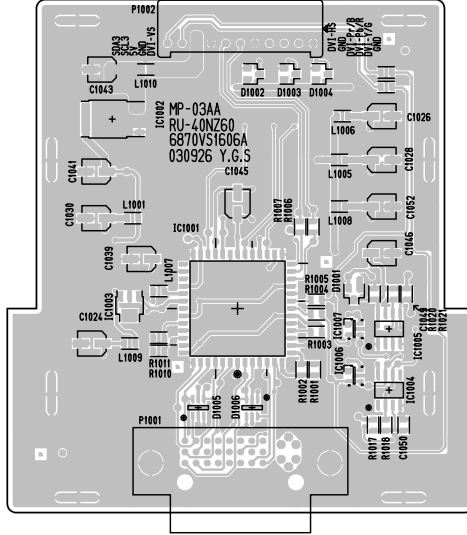 P1002
SDA3
SCL3
5V
GND
DVI-VS
DVI-HS
GND
DVI-Pr/R
DVI-Pb/B
DVI-Y/G
GND
C1043
L1010
D1002
D1003
D1004
IC1002
MP-03AA
RU-40NZ60
6870VS1606A
030926 Y.G.S
L1006
C1026
C1041
C1045
L1005
C1028
C1030
L1001
IC1001
R1007
R1006
L1008
C1052
C1039
L1007
C1046
R1005
R1004
D1001
IC1003
C1024
L1009
R1011
R1010
R1003
IC1007
IC1006
C1049
R1020
R1021
IC1005
R1002
R1001
IC1004
D1005
D1006
P1001
R1017
R1018
C1050